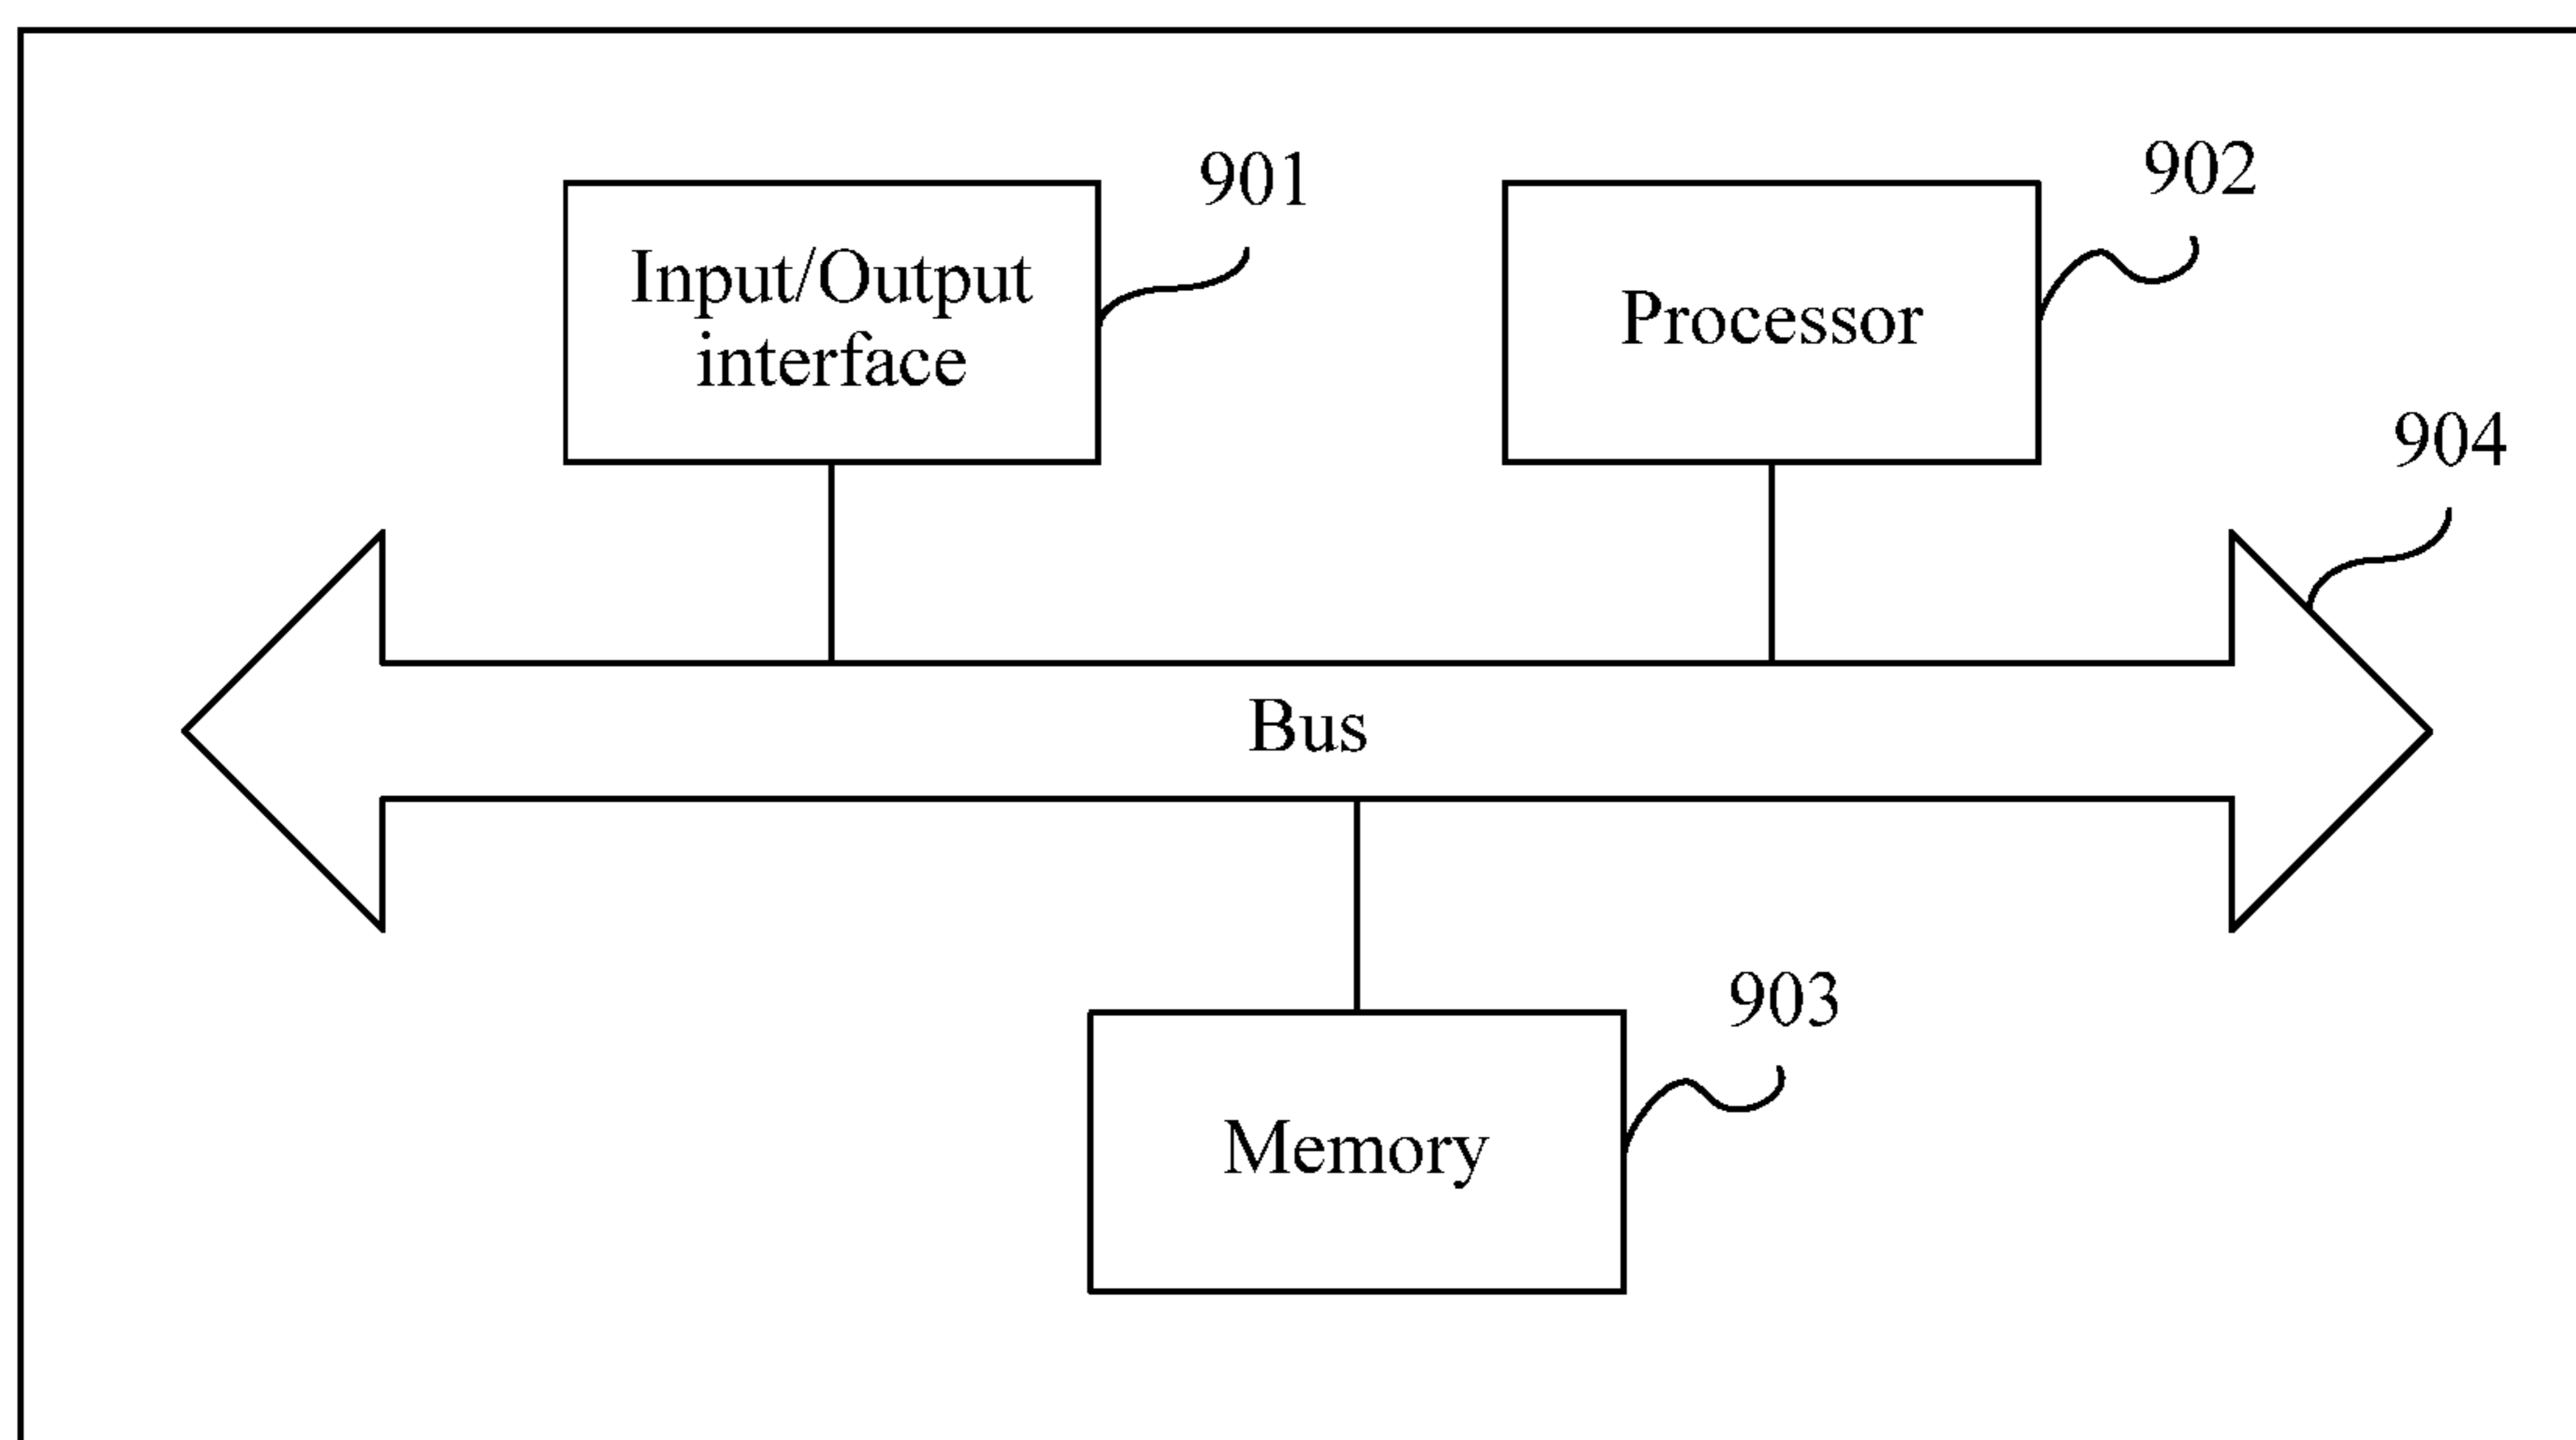 901
902
Input/Output
interface
Processor
904
Bus
903
Memory